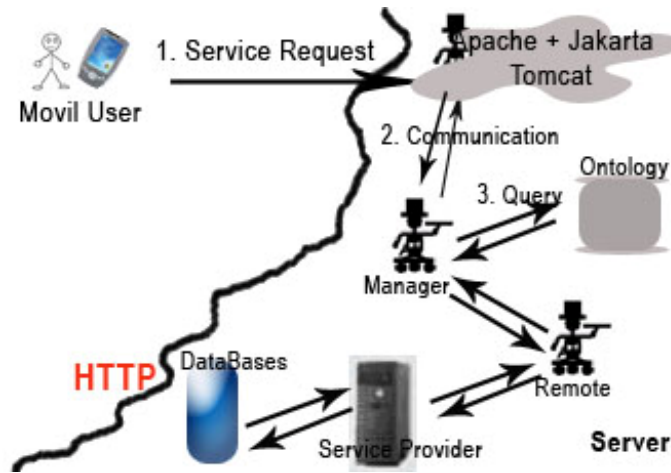 1. Service Request
Apache + Jakarta
Tomcat
Movil User
2. Communication
Ontology
3. Query
Manager
HTTP
DataBases
Remote
Service Provider
Server